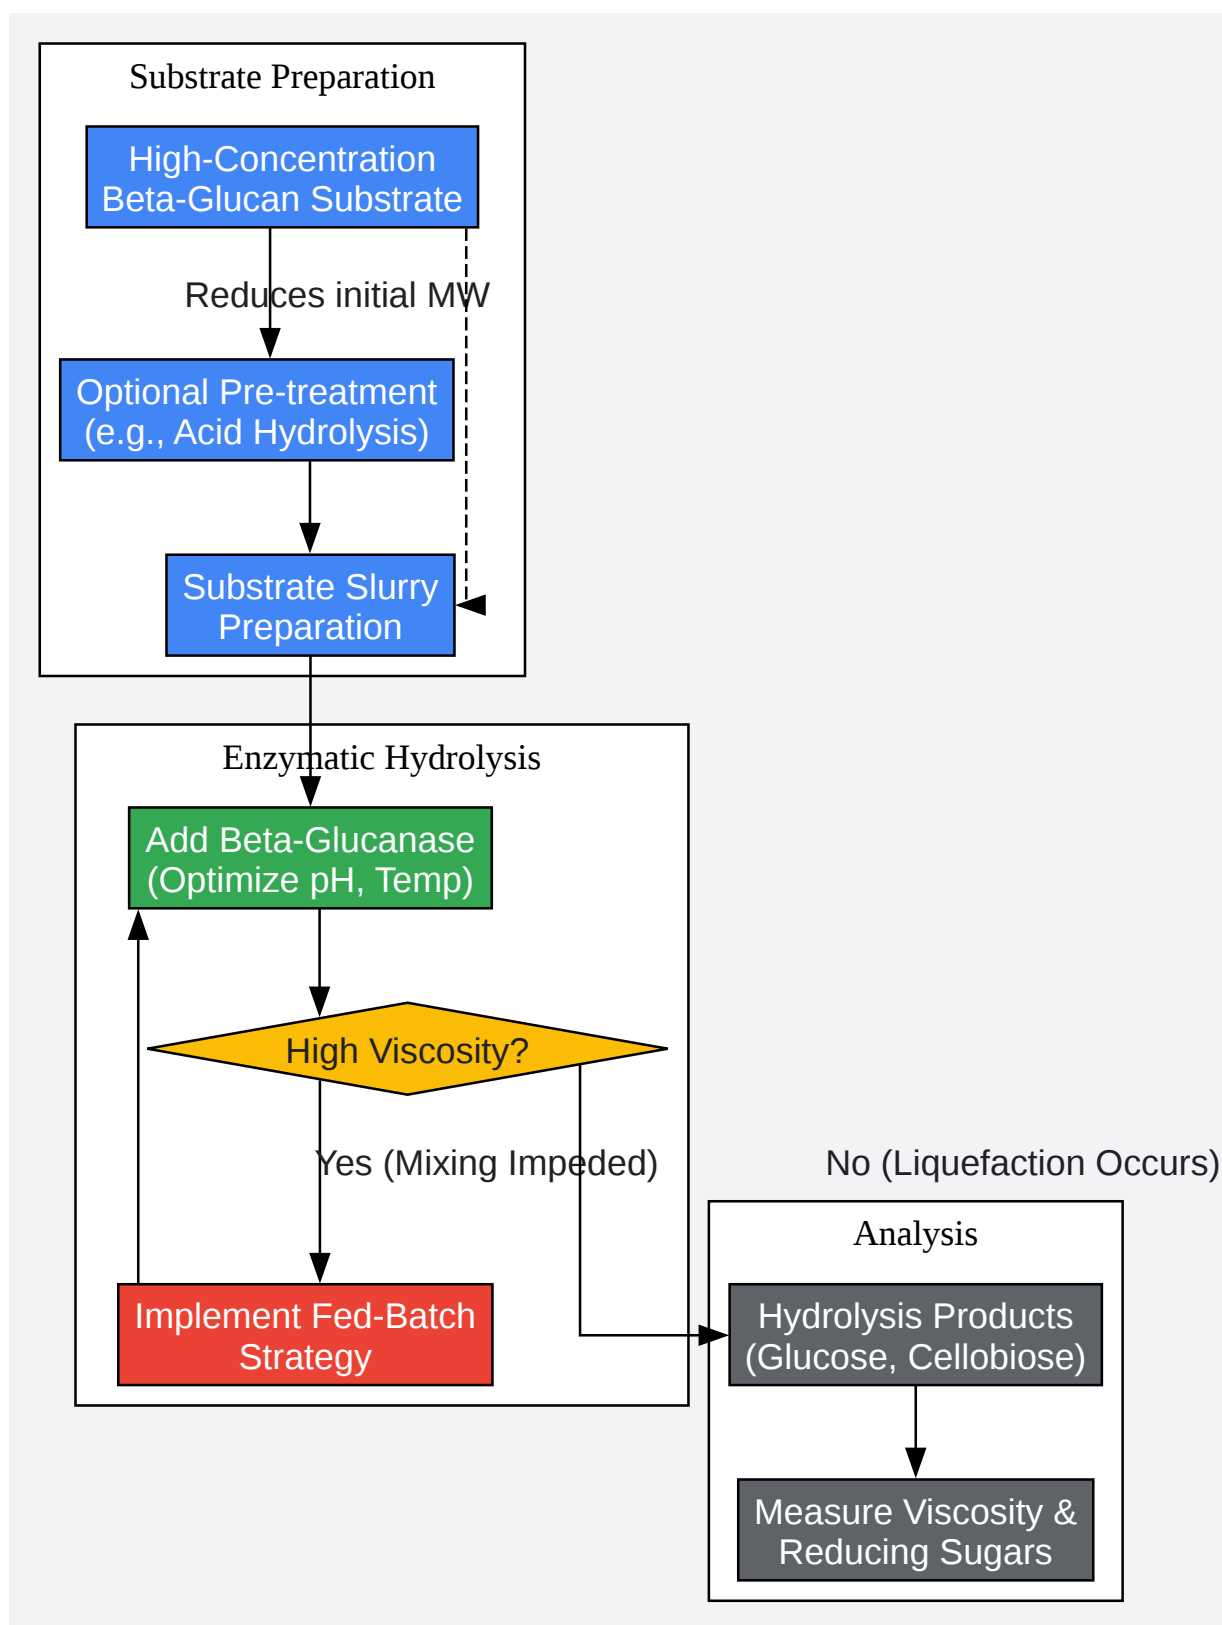 Substrate Preparation
High-Concentration
Beta-Glucan Substrate
Reduces initial MW
Optional Pre-treatment
(e.g., Acid Hydrolysis)
Substrate Slurry
Preparation
Enzymatic Hydrolysis
Add Beta-Glucanase
(Optimize pH, Temp)
High Viscosity?
Yes (Mixing Impeded)
No (Liquefaction Occurs)
Implement Fed-Batch
Strategy
Analysis
Hydrolysis Products
(Glucose, Cellobiose)
Measure Viscosity &
Reducing Sugars